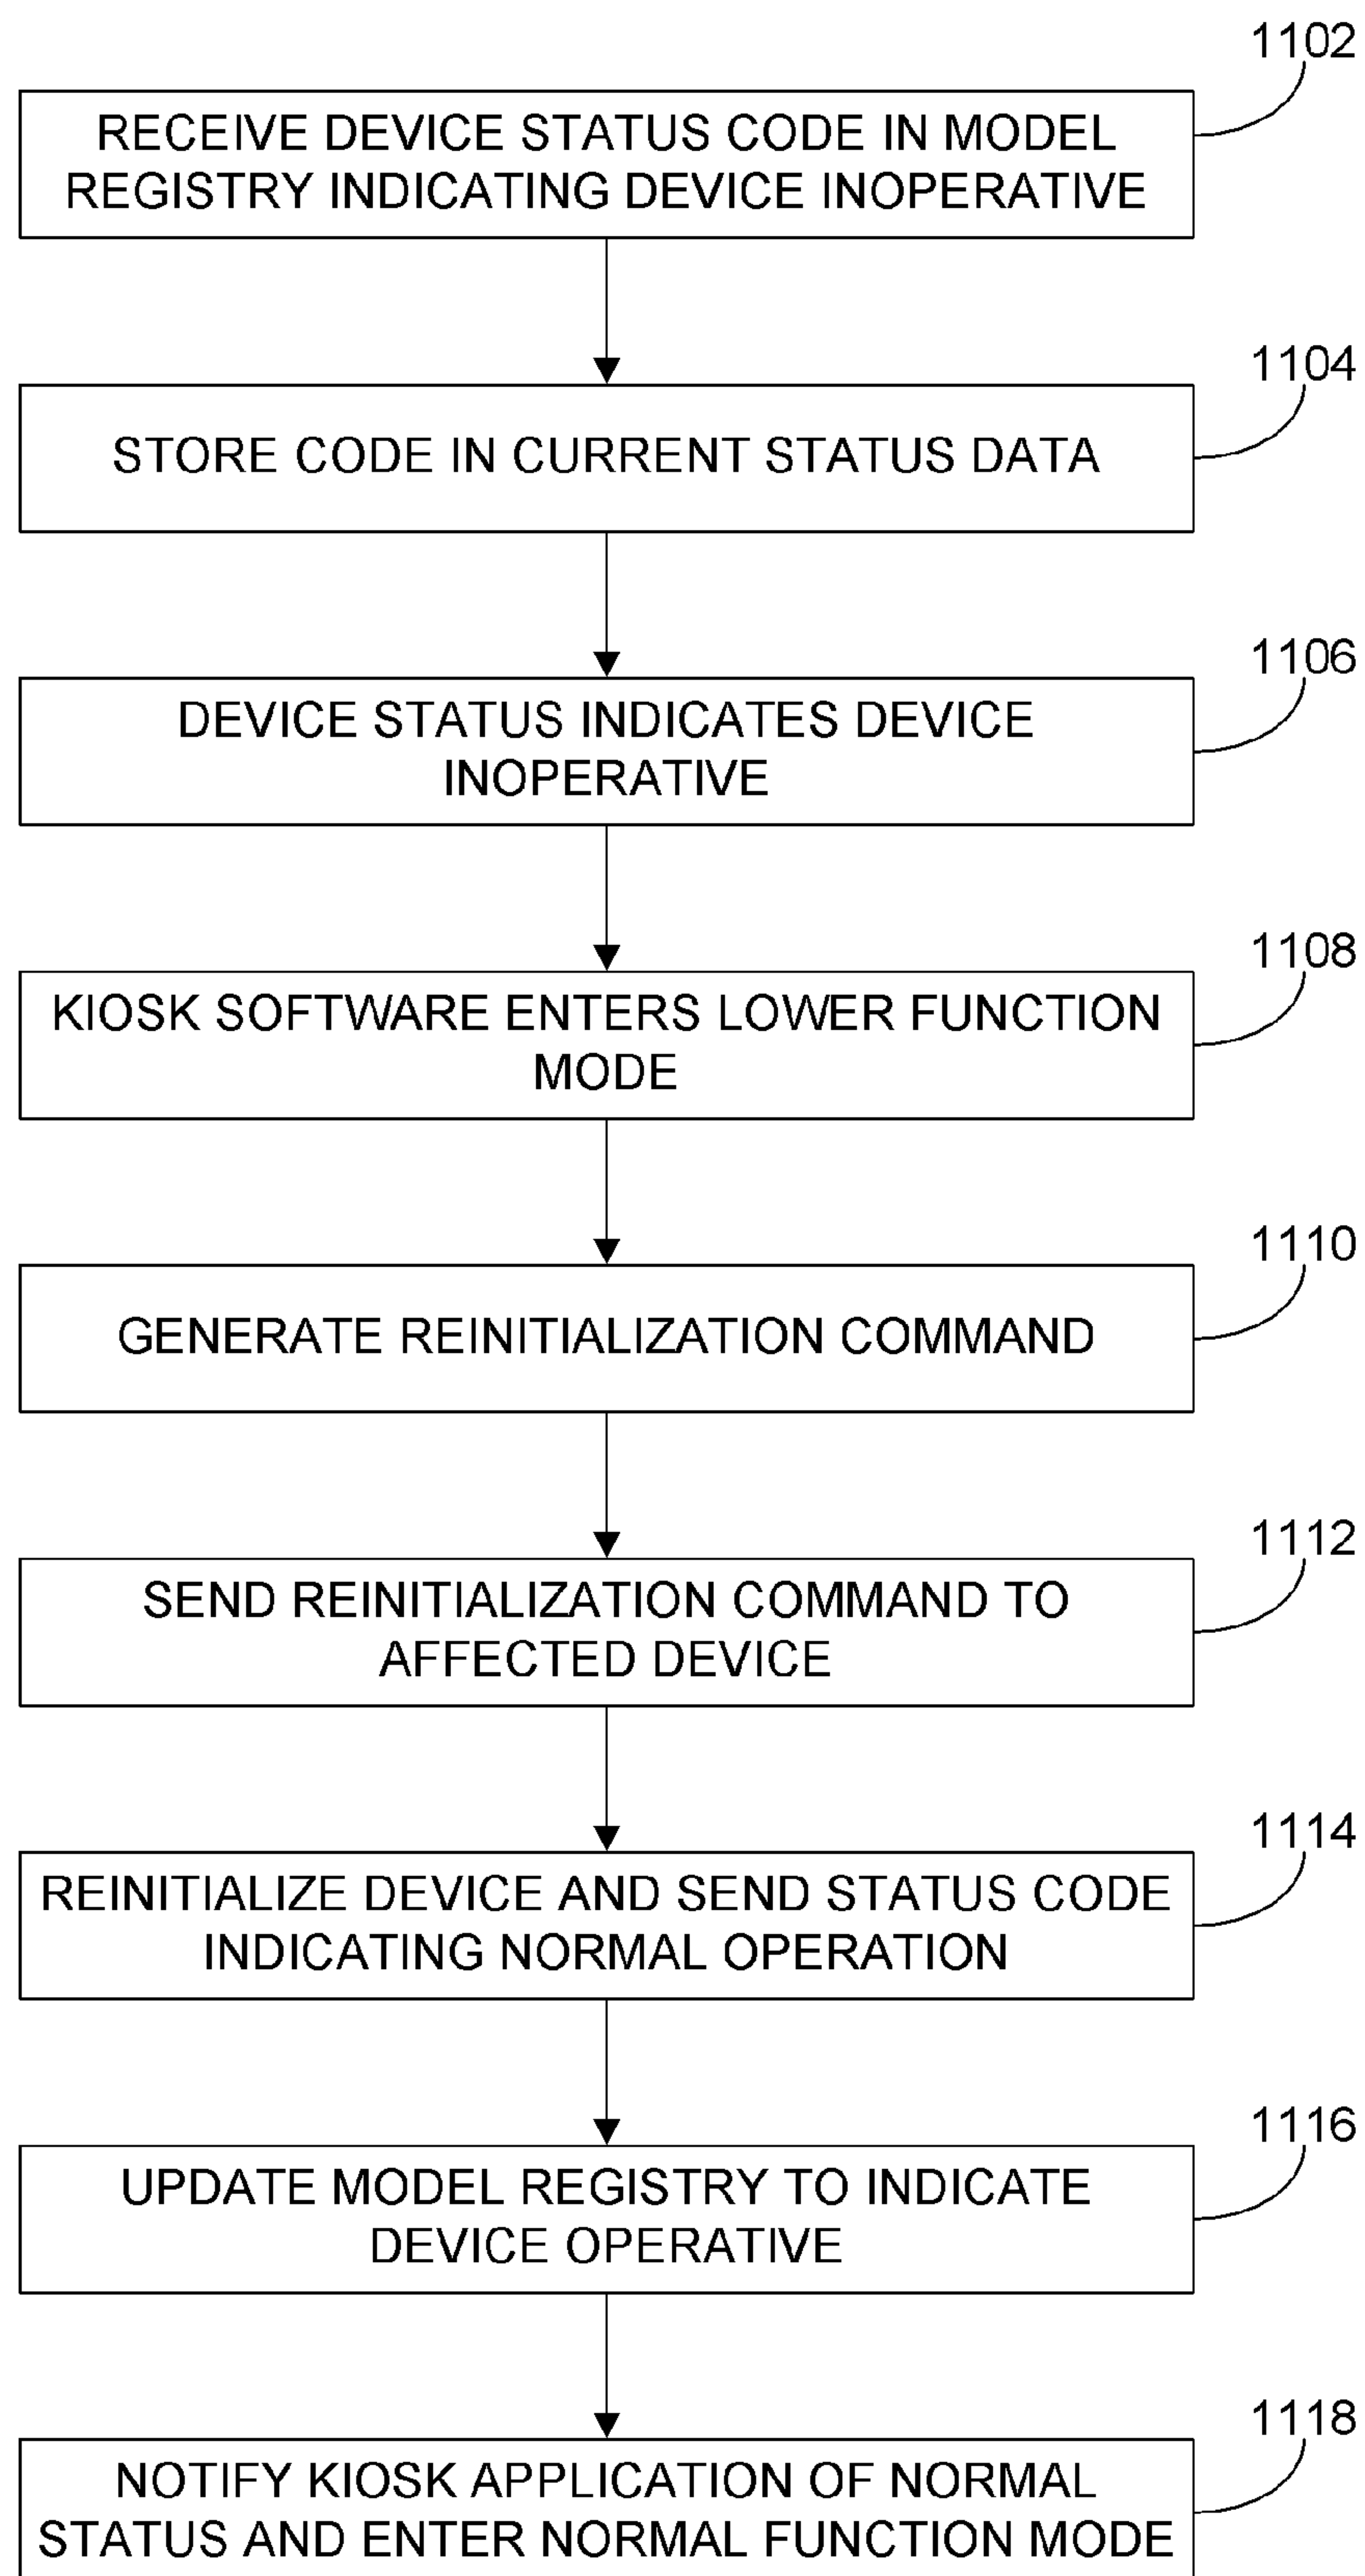 1102
RECEIVE DEVICE STATUS CODE IN MODEL
REGISTRY INDICATING DEVICE INOPERATIVE
1104
STORE CODE IN CURRENT STATUS DATA
1106
DEVICE STATUS INDICATES DEVICE
INOPERATIVE
1108
KIOSK SOFTWARE ENTERS LOWER FUNCTION
MODE
1110
GENERATE REINITIALIZATION COMMAND
1112
SEND REINITIALIZATION COMMAND TO
AFFECTED DEVICE
1114
REINITIALIZE DEVICE AND SEND STATUS CODE
INDICATING NORMAL OPERATION
1116
UPDATE MODEL REGISTRY TO INDICATE
DEVICE OPERATIVE
1118
NOTIFY KIOSK APPLICATION OF NORMAL
STATUS AND ENTER NORMAL FUNCTION MODE